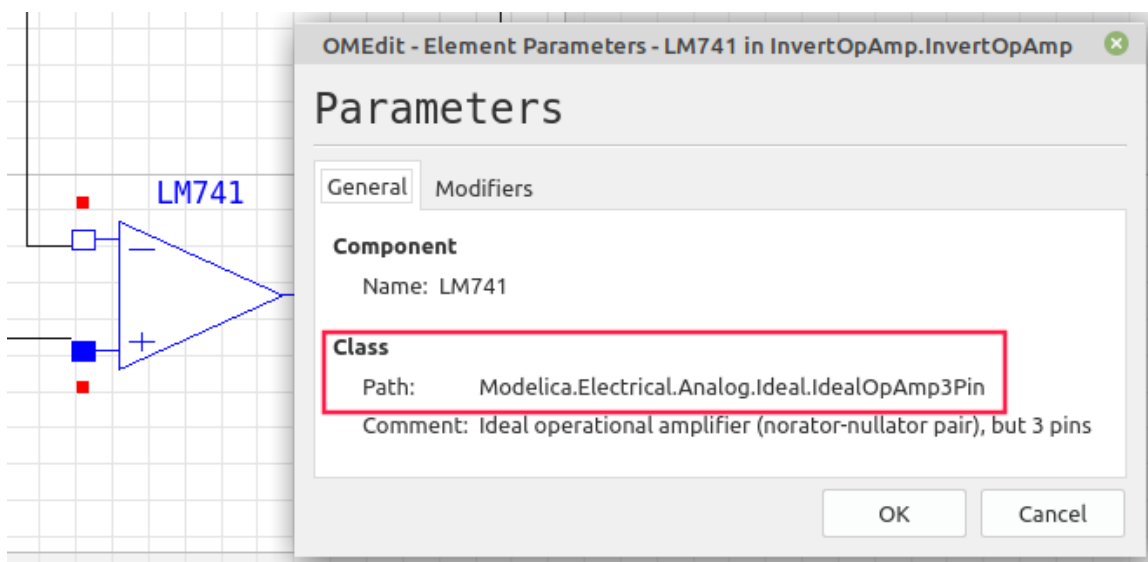 OMEdit - Element Parameters - LM741 in InvertOpAmp.InvertOpAmp
Parameters
LM741
General Modifiers
Component
Name: LM741
Class
Path: Modelica.Electrical.Analog.Ideal.IdealOpAmp3Pin
Comment: Ideal operational amplifier (norator-nullator pair), but 3 pins
OK Cancel